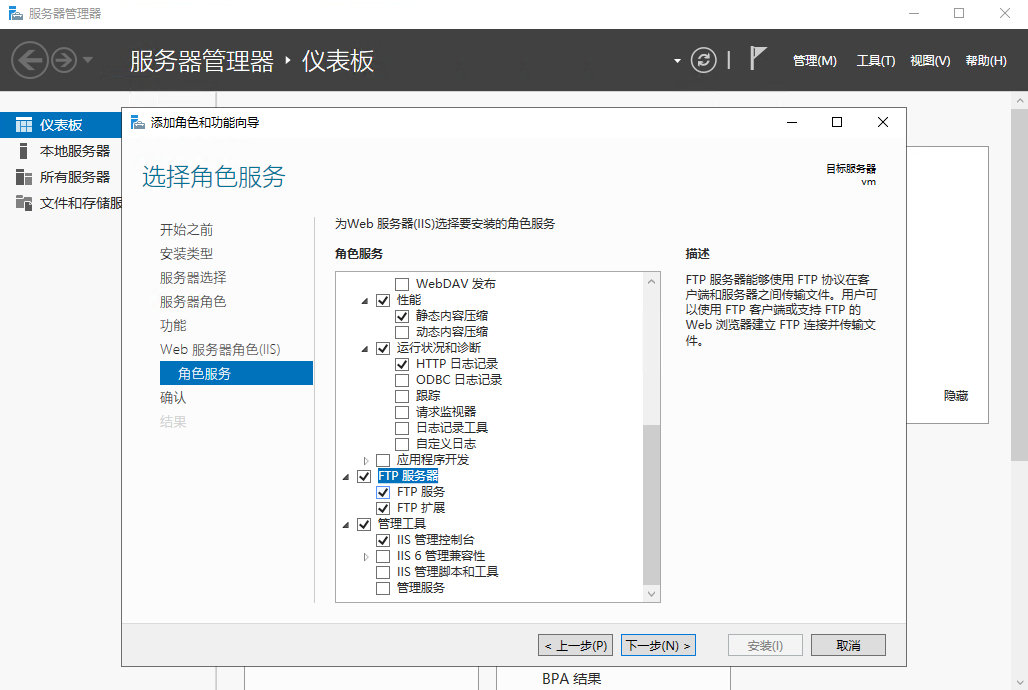 服务器管理器
服务器管理器 ‣ 仪表板
管理(M) 工具(T) 视图(V) 帮助(H)
仪表板
本地服务器
所有服务器
文件和存储服
添加角色和功能向导
选择角色服务
目标服务器
vm
开始之前
安装类型
服务器选择
服务器角色
功能
Web 服务器角色(IIS)
角色服务
确认
结果
为Web 服务器(IIS)选择要安装的角色服务
角色服务
WebDAV 发布
性能
静态内容压缩
动态内容压缩
运行状况和诊断
HTTP 日志记录
ODBC 日志记录
跟踪
请求监视器
日志记录工具
自定义日志
应用程序开发
FTP 服务器
FTP 服务
FTP 扩展
管理工具
IIS 管理控制台
IIS 6 管理兼容性
IIS 管理脚本和工具
管理服务
描述
FTP 服务器能够使用 FTP 协议在客
户端和服务器之间传输文件。用户可
以使用 FTP 客户端或支持 FTP 的
Web 浏览器建立 FTP 连接并传输文
件。
隐藏
< 上一步(P) 下一步(N) > 安装(I) 取消
BPA 结果